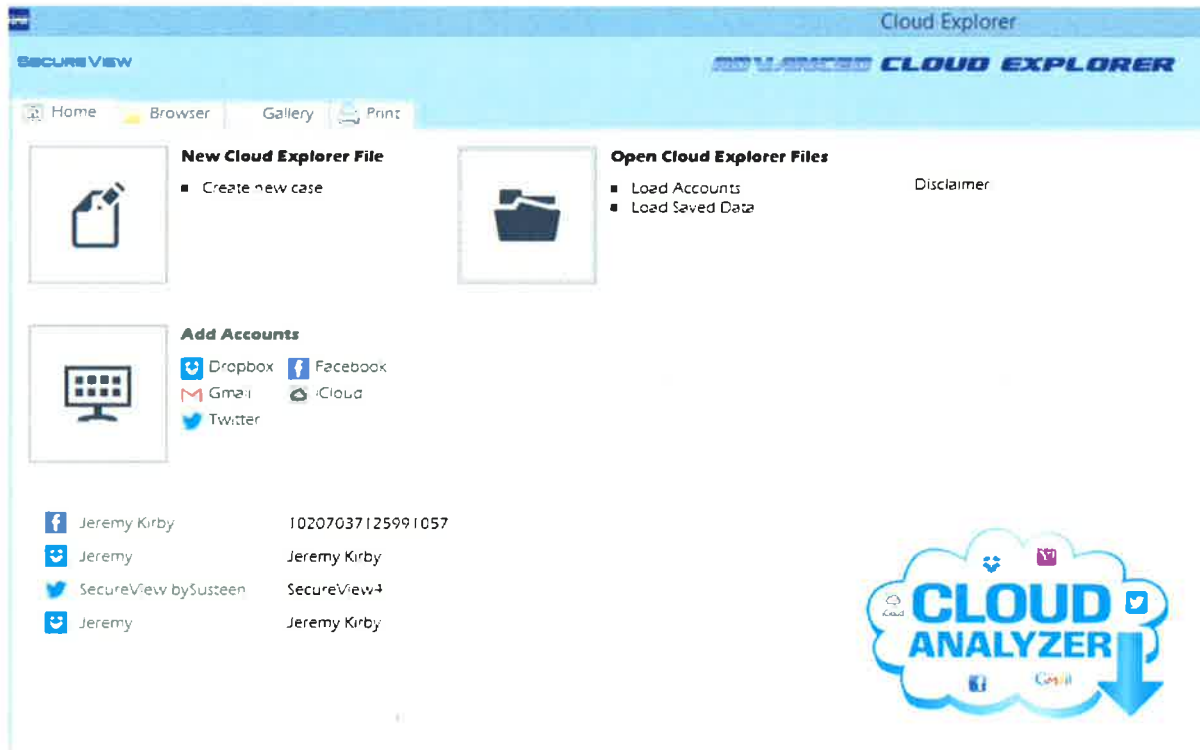 Cloud Explorer
SECUREVIEW
ADVANCED CLOUD EXPLORER
Home Browser Gallery Print
New Cloud Explorer File
▪ Create new case
Open Cloud Explorer Files
▪ Load Accounts
▪ Load Saved Data
Disclaimer
Add Accounts
Dropbox Facebook
Gmail iCloud
Twitter
Jeremy Kirby 10207037125991057
Jeremy Jeremy Kirby
SecureView bySusteen SecureView4
Jeremy Jeremy Kirby
iCloud
CLOUD
ANALYZER
Gmail